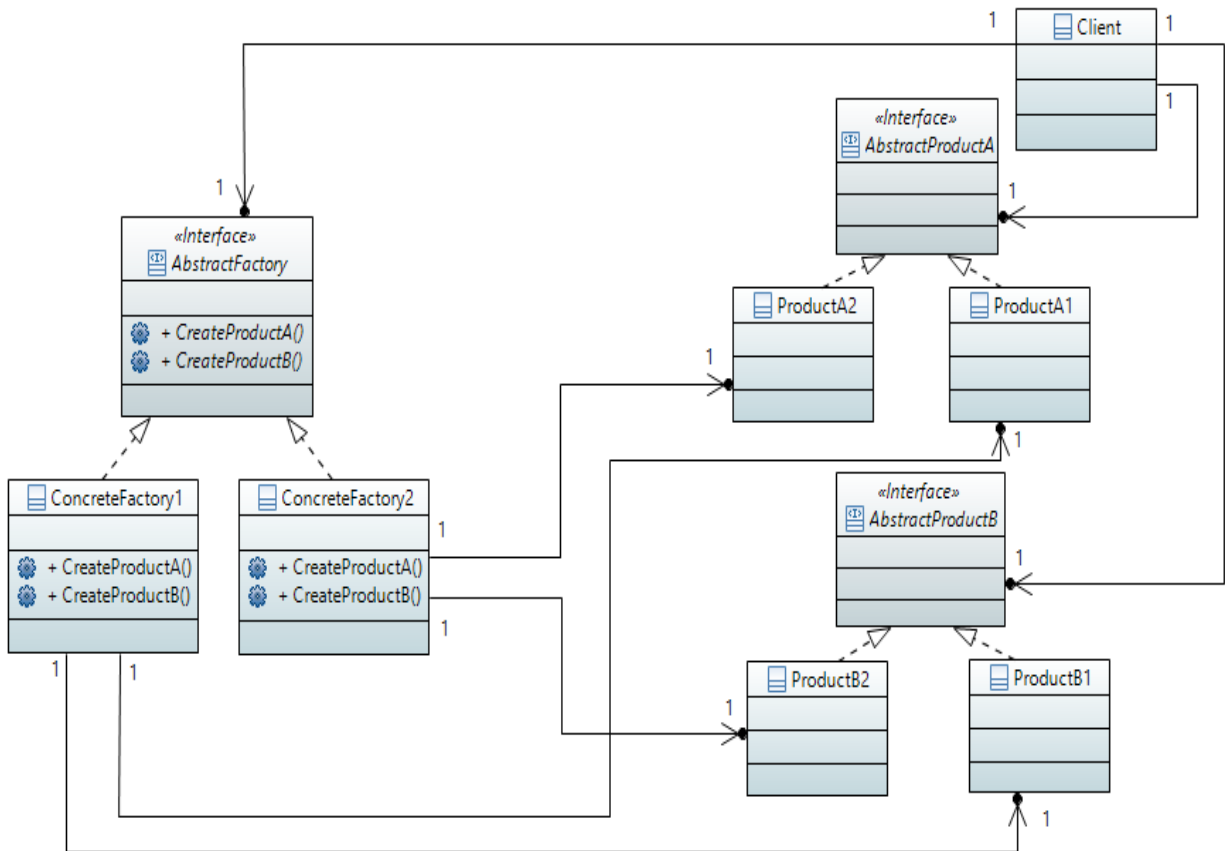 1
Client
1
1
«Interface»
AbstractProductA
1
1
«Interface»
AbstractFactory
+ CreateProductA()
+ CreateProductB()
ProductA2
ProductA1
1
1
ConcreteFactory1
+ CreateProductA()
+ CreateProductB()
ConcreteFactory2
+ CreateProductA()
+ CreateProductB()
1
1
«Interface»
AbstractProductB
1
1
1
ProductB2
ProductB1
1
1